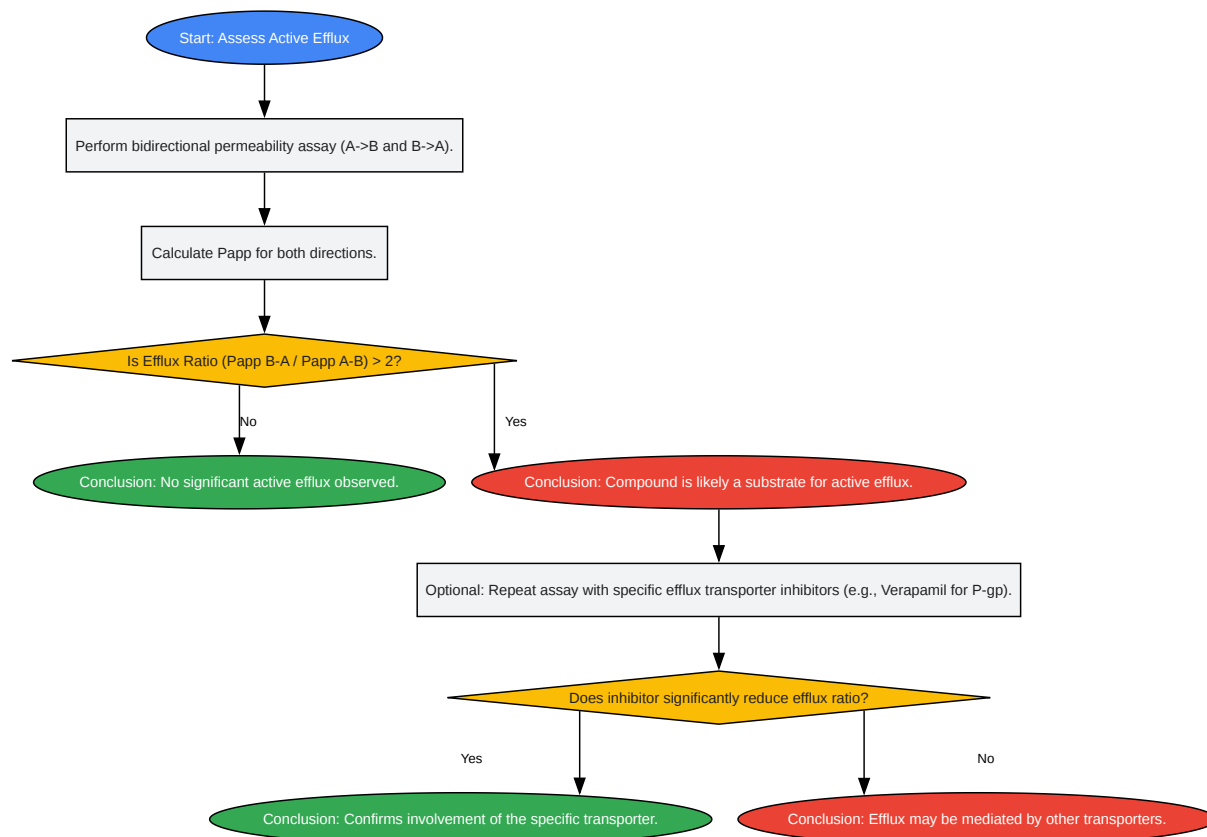 Start: Assess Active Efflux
Perform bidirectional permeability assay (A->B and B->A).
Calculate Papp for both directions.
Is Efflux Ratio (Papp B-A / Papp A-B) > 2?
No
Yes
Conclusion: No significant active efflux observed.
Conclusion: Compound is likely a substrate for active efflux.
Optional: Repeat assay with specific efflux transporter inhibitors (e.g., Verapamil for P-gp).
Does inhibitor significantly reduce efflux ratio?
Yes
No
Conclusion: Confirms involvement of the specific transporter.
Conclusion: Efflux may be mediated by other transporters.